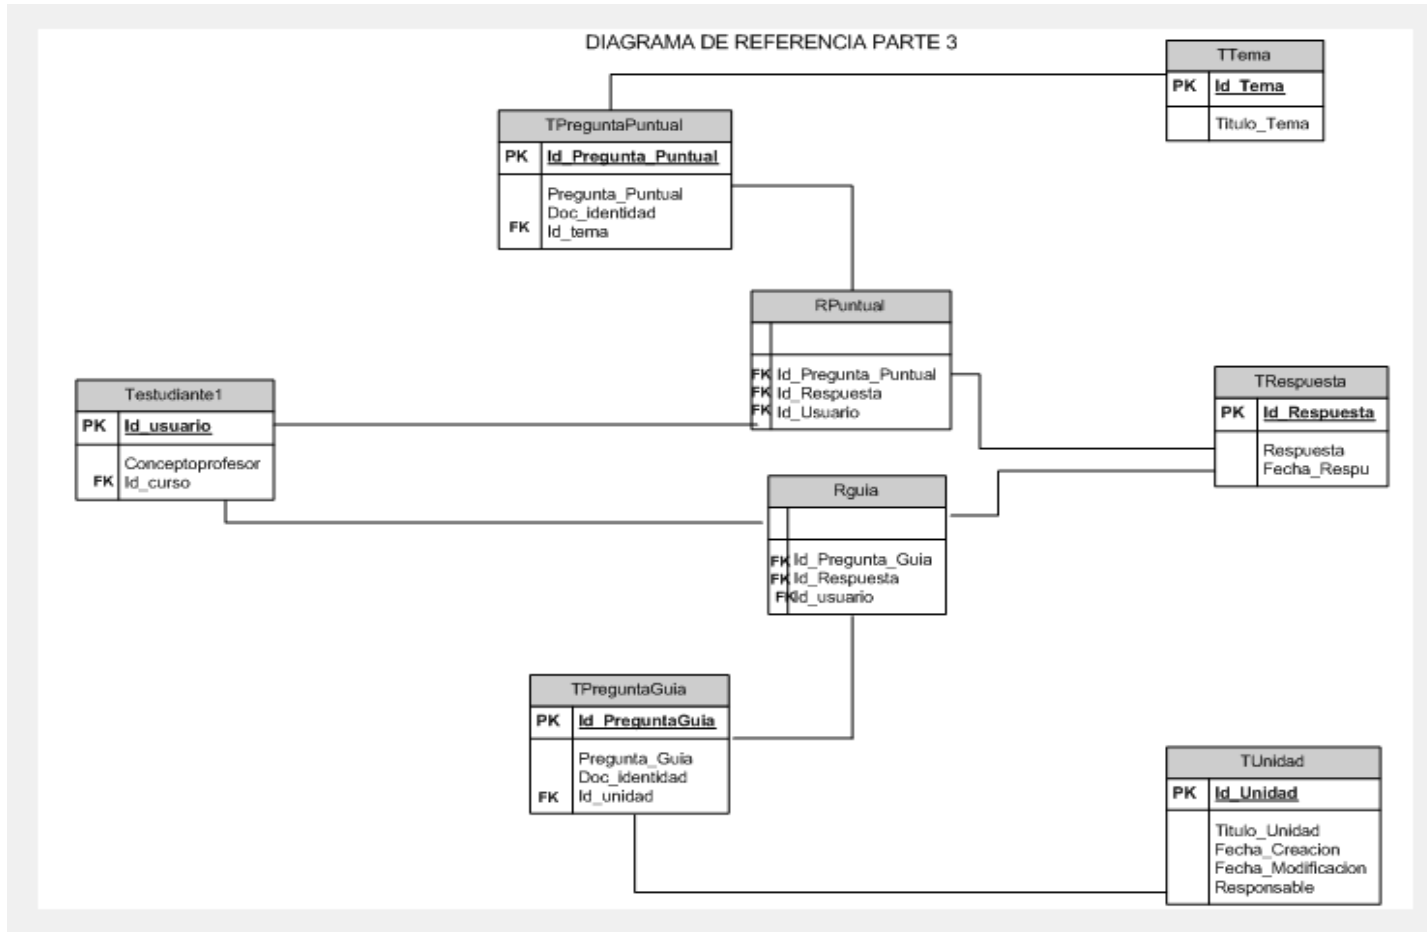 DIAGRAMA DE REFERENCIA PARTE 3
TTema
PK Id_Tema
Titulo_Tema
TPreguntaPuntual
PK Id_Pregunta_Puntual
Pregunta_Puntual
Doc_identidad
FK Id_tema
RPuntual
FK Id_Pregunta_Puntual
FK Id_Respuesta
FK Id_Usuario
Testudiante1
PK Id_usuario
Conceptoprofesor
FK Id_curso
TRespuesta
PK Id_Respuesta
Respuesta
Fecha_Respu
Rguia
FK Id_Pregunta_Guia
FK Id_Respuesta
FK Id_usuario
TPreguntaGuia
PK Id_PreguntaGuia
Pregunta_Guia
Doc_identidad
FK Id_unidad
TUnidad
PK Id_Unidad
Titulo_Unidad
Fecha_Creacion
Fecha_Modificacion
Responsable